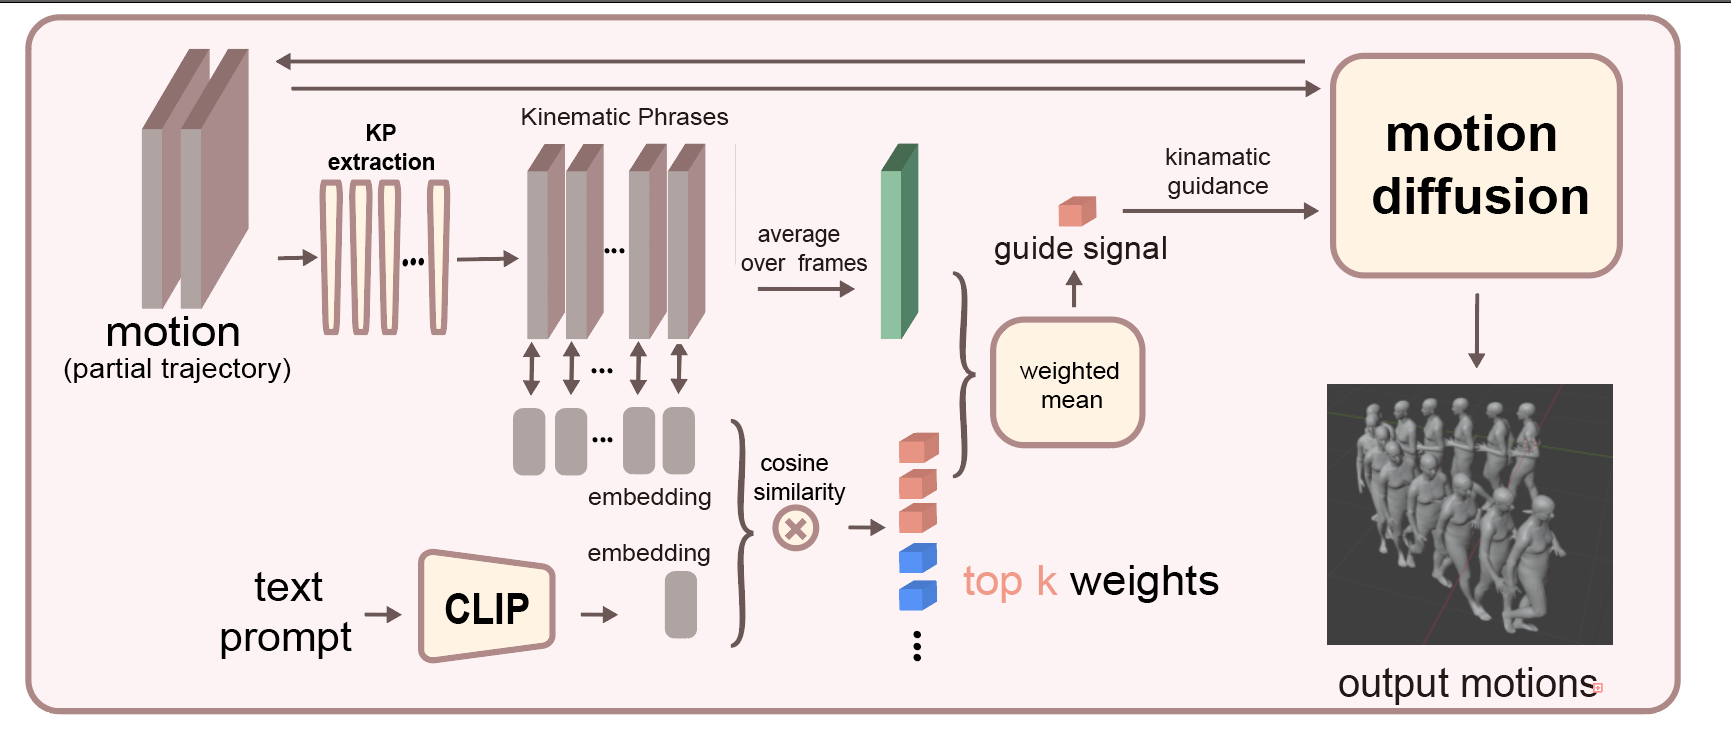 KP
extraction
Kinematic Phrases
motion
diffusion
kinamatic
guidance
average
over frames
guide signal
motion
(partial trajectory)
...
...
...
...
weighted
mean
cosine
similarity
embedding
embedding
text
prompt
CLIP
top k weights
output motions